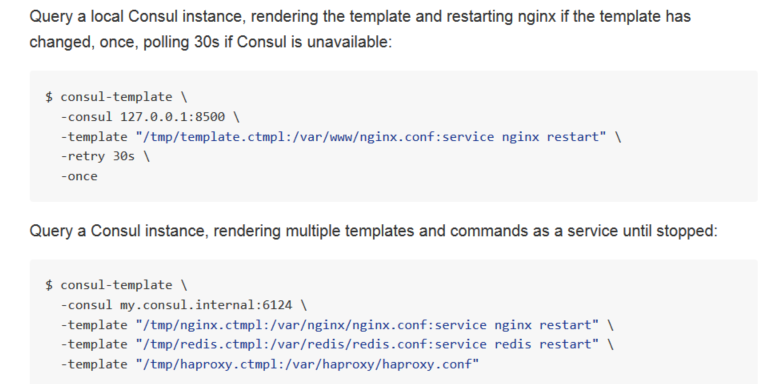 Query a local Consul instance, rendering the template and restarting nginx if the template has
changed, once, polling 30s if Consul is unavailable:
$ consul-template \
-consul 127.0.0.1:8500 \
-template "/tmp/template.ctmpl:/var/www/nginx.conf:service nginx restart" \
-retry 30s \
-once
Query a Consul instance, rendering multiple templates and commands as a service until stopped:
$ consul-template \
-consul my.consul.internal:6124 \
-template "/tmp/nginx.ctmpl:/var/nginx/nginx.conf:service nginx restart" \
-template "/tmp/redis.ctmpl:/var/redis/redis.conf:service redis restart" \
-template "/tmp/haproxy.ctmpl:/var/haproxy/haproxy.conf"